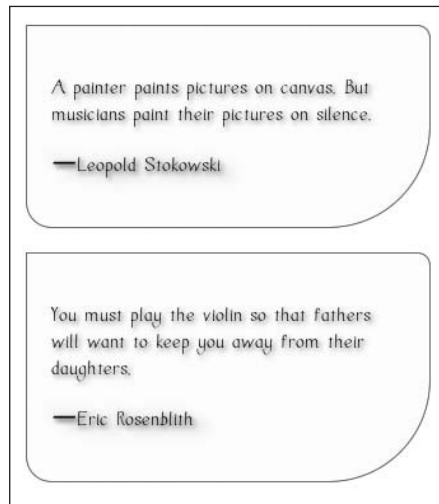 A painter paints pictures on canvas. But
musicians paint their pictures on silence.
—Leopold Stokowski
You must play the violin so that fathers
will want to keep you away from their
daughters.
—Eric Rosenblith